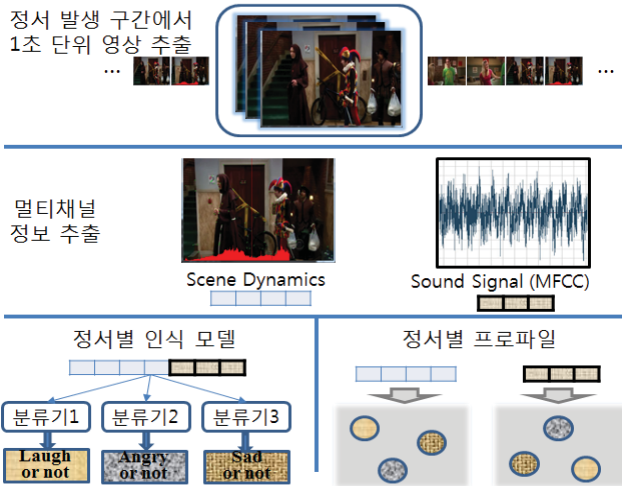 정서 발생 구간에서
1초 단위 영상 추출
... ...
멀티채널
정보 추출
Scene Dynamics
Sound Signal (MFCC)
정서별 인식 모델
정서별 프로파일
분류기1 분류기2 분류기3
Laugh or not
Angry or not
Sad or not